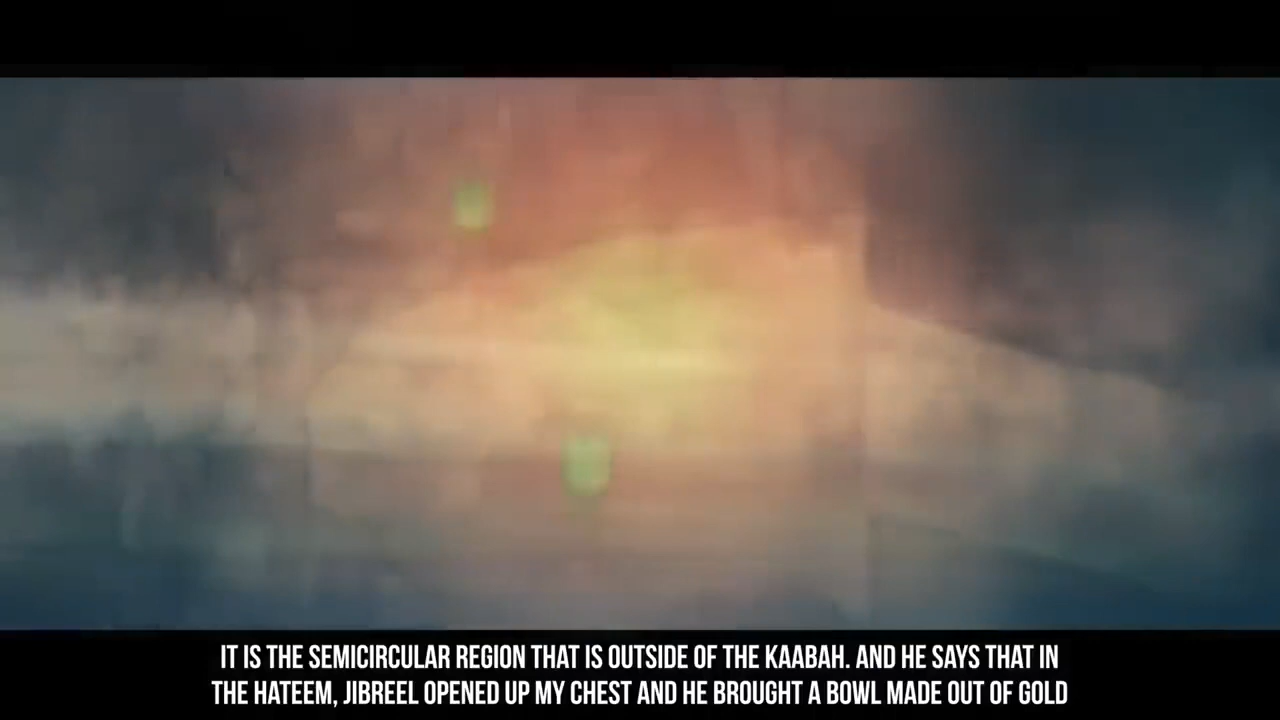 IT IS THE SEMICIRCULAR REGION THAT IS OUTSIDE OF THE KAABAH. AND HE SAYS THAT IN
THE HATEEM, JIBREEL OPENED UP MY CHEST AND HE BROUGHT A BOWL MADE OUT OF GOLD